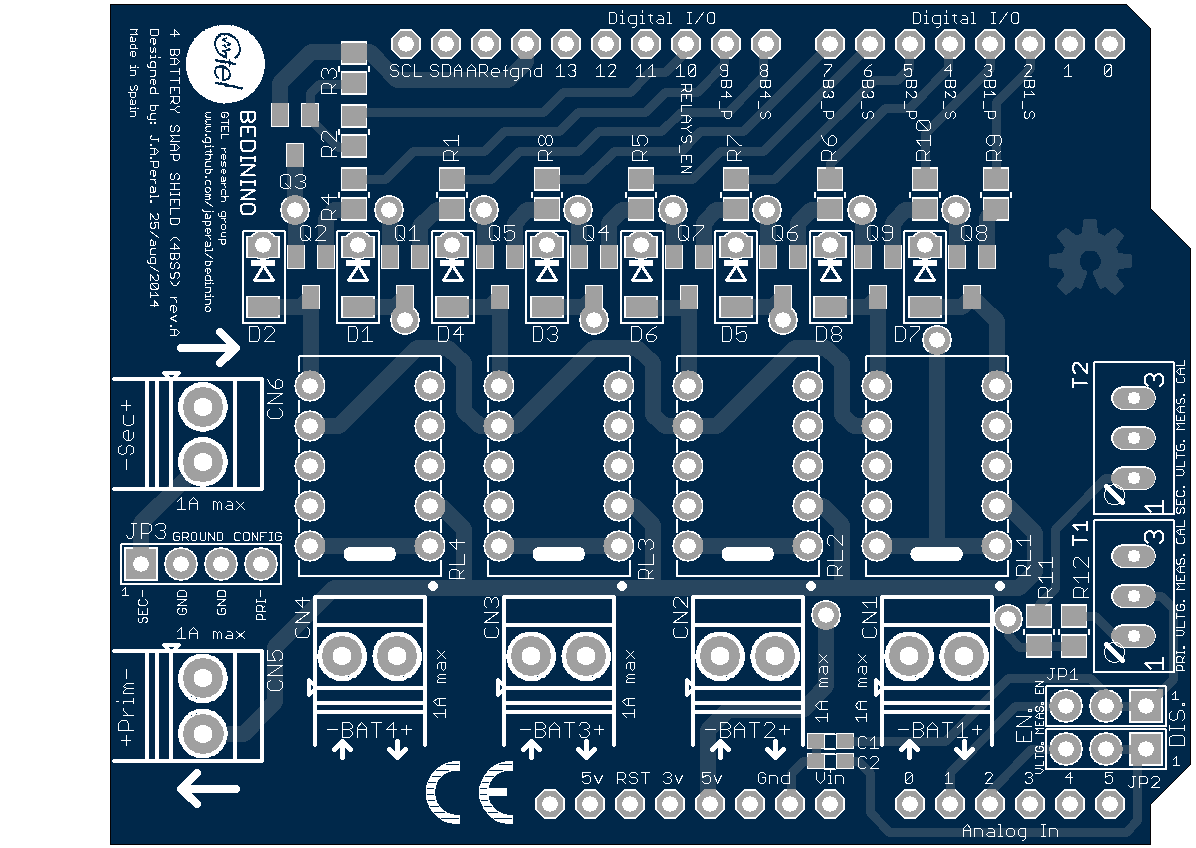 Digital I/O
Digital I/O
SCL SDA ARef gnd 13 12 11 10 9 8 7 6 5 4 3 2 1 0
RELAYS_EN
B4_P
B4_S
B3_P
B3_S
B2_P
B2_S
B1_P
B1_S
Gtel
BEDININO
GTEL research group
www.github.com/japeral/bedinino
4 BATTERY SWAP SHIELD (4BSS) rev.A
Designed by: J.A.Peral. 25/aug/2014
Made in Spain
R3
R2
R4
R1
R8
R5
R7
R6
R10
R9
Q3
Q2 Q1 Q5 Q4 Q7 Q6 Q9 Q8
D2 D1 D4 D3 D6 D5 D8 D7
CN6
-Sec+
1A max
JP3 GROUND CONFIG
1
SEC-
GND
GND
PRI-
1A max
CN5
+Prim-
RL4
RL3
RL2
RL1
T2
3
1
SEC. VLTG. MEAS. CAL
T1
3
1
PRI. VLTG. MEAS. CAL
R11
R12
CN4
CN3
CN2
CN1
1A max
1A max
1A max
1A max
-BAT4+
-BAT3+
-BAT2+
-BAT1+
JP1
EN.
VLTG. MEAS. EN
DIS.
1
1
JP2
C1
C2
CE
5v RST 3v 5v Gnd Vin
0 1 2 3 4 5
Analog In